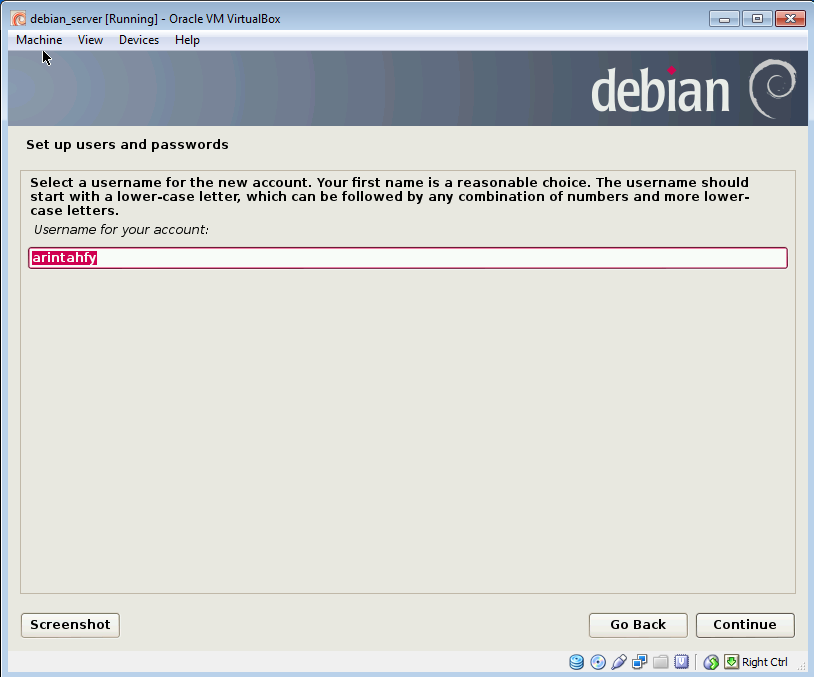 debian_server [Running] - Oracle VM VirtualBox
Machine View Devices Help
debian
Set up users and passwords
Select a username for the new account. Your first name is a reasonable choice. The username should
start with a lower-case letter, which can be followed by any combination of numbers and more lower-
case letters.
Username for your account:
arintahfy
Screenshot Go Back Continue
Right Ctrl